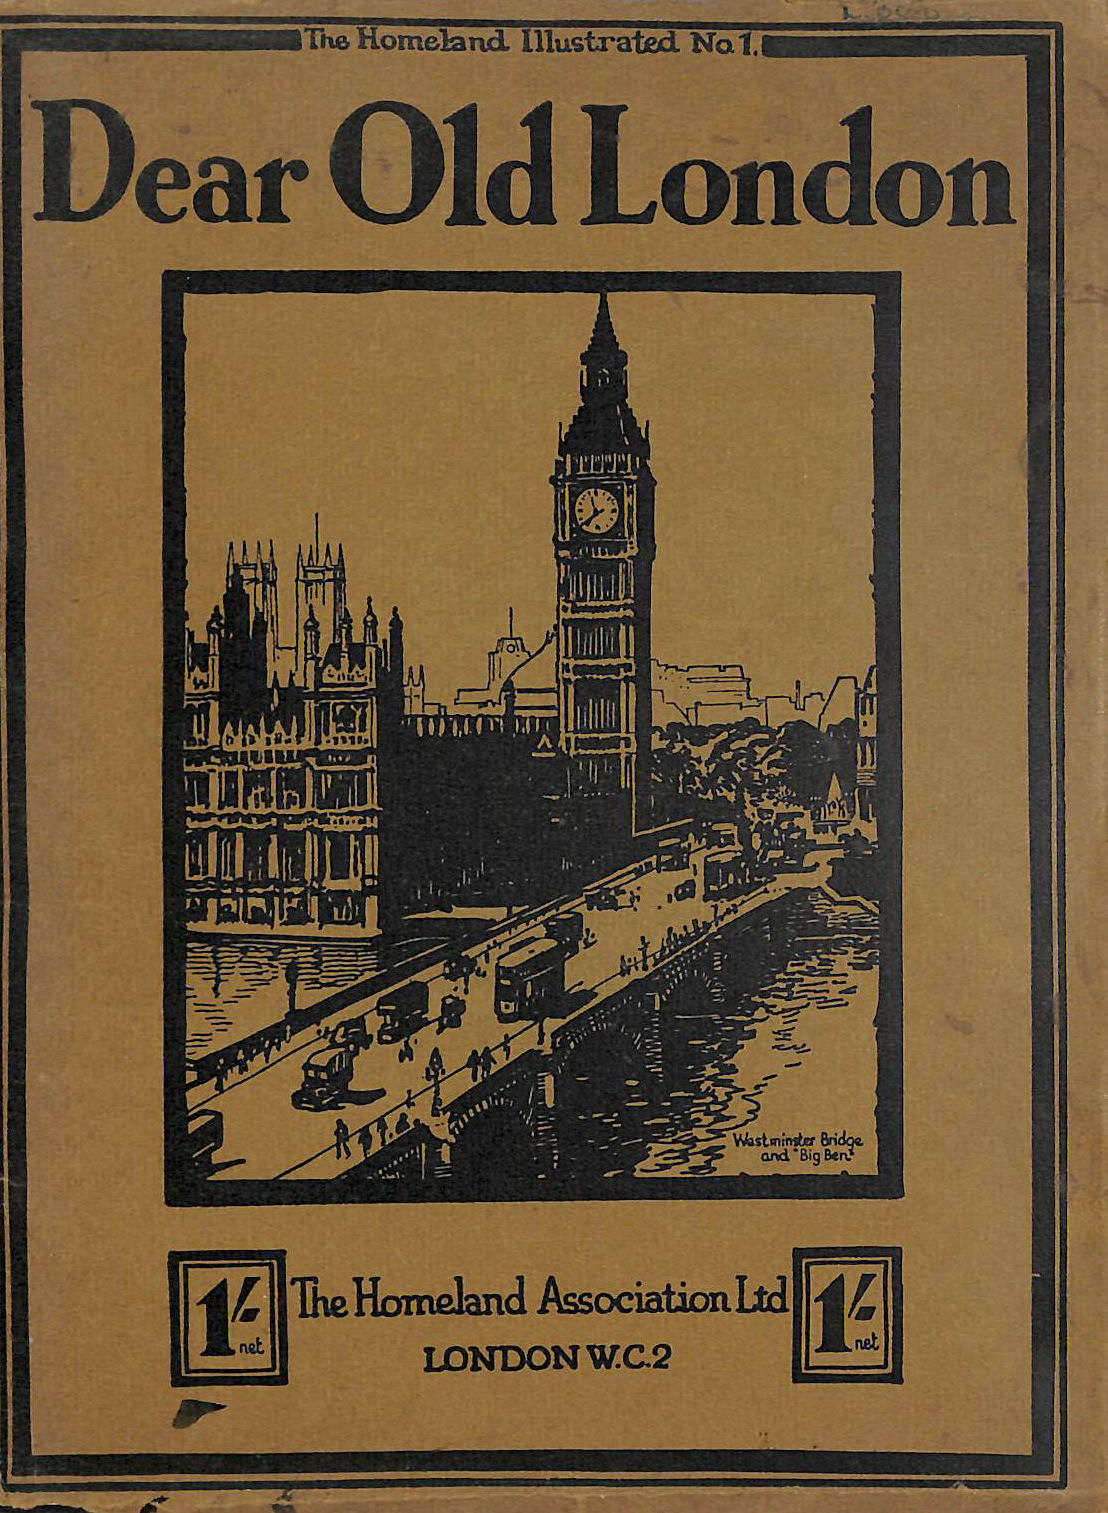 The Homeland Illustrated No 1.
Dear Old London
Westminster Bridge
and "Big Ben"
1/- net
The Homeland Association Ltd
1/- net
LONDON W.C.2